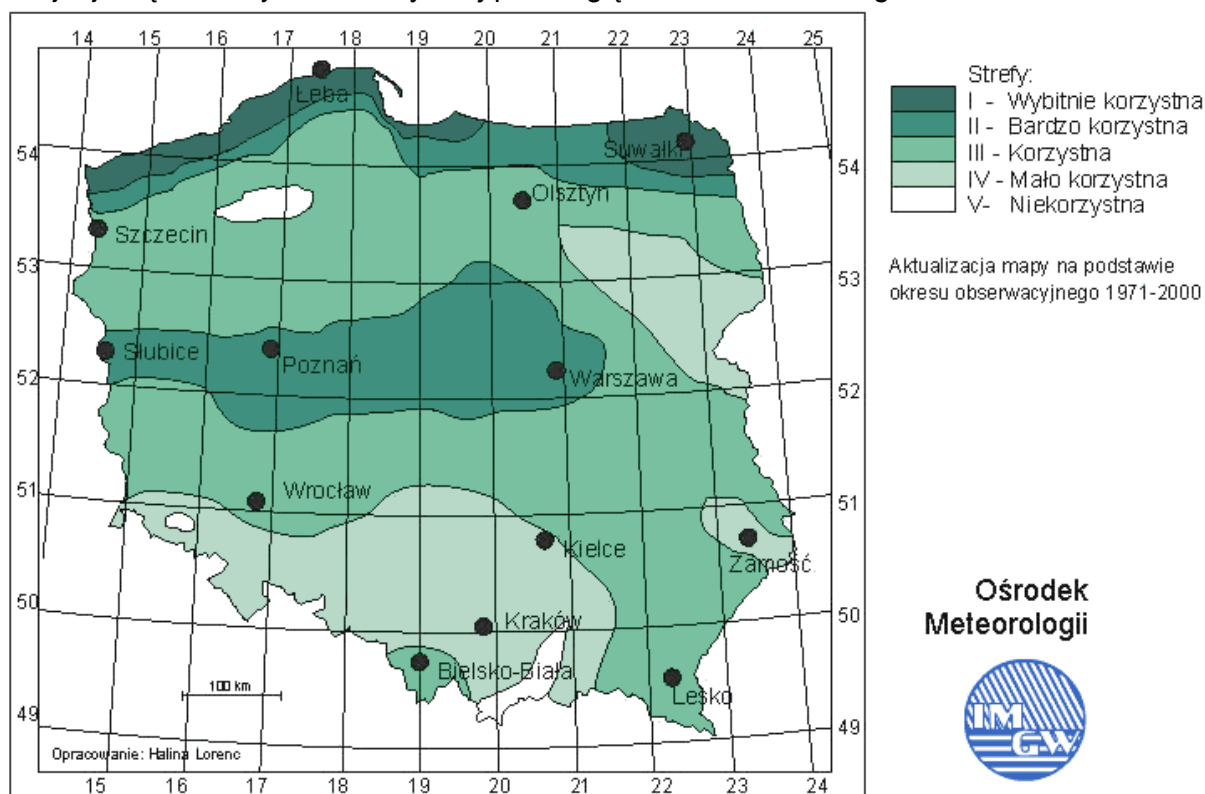 14 15 16 17 18 19 20 21 22 23 24 25
Łeba
54
Suwałki
54
Olsztyn
Szczecin
53
53
Słubice
Poznań
Warszawa
52
52
51
Wrocław
51
Kielce
Zamość
50
Kraków
50
Bielsko-Biała
Lesko
100 km
49
49
Opracowanie: Halina Lorenc
15 16 17 18 19 20 21 22 23 24
Strefy:
I - Wybitnie korzystna
II - Bardzo korzystna
III - Korzystna
IV - Mało korzystna
V- Niekorzystna
Aktualizacja mapy na podstawie
okresu obserwacyjnego 1971-2000
Ośrodek
Meteorologii
IM
GW